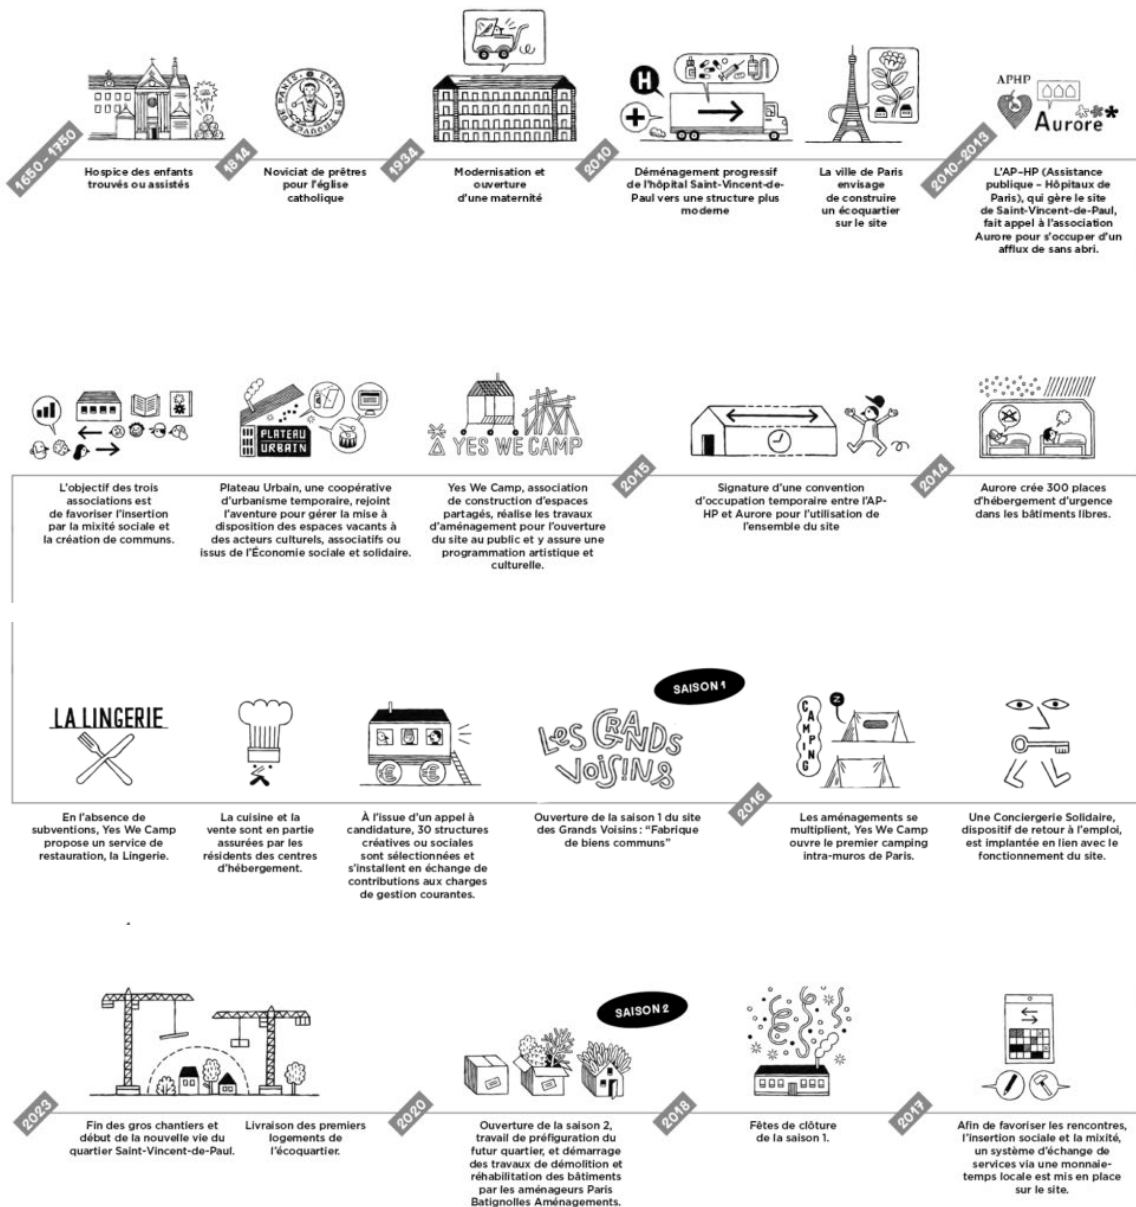 1650 - 1750
Hospice des enfants
trouvés ou assistés
1814
ENFANTS
TROUVEZ
DE PARIS
Noviciat de prêtres
pour l'église
catholique
1934
Modernisation et
ouverture
d'une maternité
2010
H
Déménagement progressif
de l'hôpital Saint-Vincent-de-
Paul vers une structure plus
moderne
La ville de Paris
envisage
de construire
un écoquartier
sur le site
2010-2013
APHP
Aurore
L'AP-HP (Assistance
publique – Hôpitaux de
Paris), qui gère le site
de Saint-Vincent-de-Paul,
fait appel à l'association
Aurore pour s'occuper d'un
afflux de sans abri.
L'objectif des trois
associations est
de favoriser l'insertion
par la mixité sociale et
la création de communs.
PLATEAU
URBAIN
Plateau Urbain, une coopérative
d'urbanisme temporaire, rejoint
l'aventure pour gérer la mise à
disposition des espaces vacants à
des acteurs culturels, associatifs ou
issus de l'Économie sociale et solidaire.
YES WE CAMP
Yes We Camp, association
de construction d'espaces
partagés, réalise les travaux
d'aménagement pour l'ouverture
du site au public et y assure une
programmation artistique et
culturelle.
2015
Signature d'une convention
d'occupation temporaire entre l'AP-
HP et Aurore pour l'utilisation de
l'ensemble du site
2014
Aurore crée 300 places
d'hébergement d'urgence
dans les bâtiments libres.
LA LINGERIE
En l'absence de
subventions, Yes We Camp
propose un service de
restauration, la Lingerie.
La cuisine et la
vente sont en partie
assurées par les
résidents des centres
d'hébergement.
À l'issue d'un appel à
candidature, 30 structures
créatives ou sociales
sont sélectionnées et
s'installent en échange de
contributions aux charges
de gestion courantes.
SAISON 1
LES GRANDS
VOISINS
Ouverture de la saison 1 du site
des Grands Voisins : “Fabrique
de biens communs”
2016
CAMPING
Z
Les aménagements se
multiplient, Yes We Camp
ouvre le premier camping
intra-muros de Paris.
Une Conciergerie Solidaire,
dispositif de retour à l'emploi,
est implantée en lien avec le
fonctionnement du site.
2023
Fin des gros chantiers et
début de la nouvelle vie du
quartier Saint-Vincent-de-Paul.
Livraison des premiers
logements de
l'écoquartier.
2020
SAISON 2
Ouverture de la saison 2,
travail de préfiguration du
futur quartier, et démarrage
des travaux de démolition et
réhabilitation des bâtiments
par les aménageurs Paris
Batignolles Aménagements.
2018
Fêtes de clôture
de la saison 1.
2017
Afin de favoriser les rencontres,
l'insertion sociale et la mixité,
un système d'échange de
services via une monnaie-
temps locale est mis en place
sur le site.